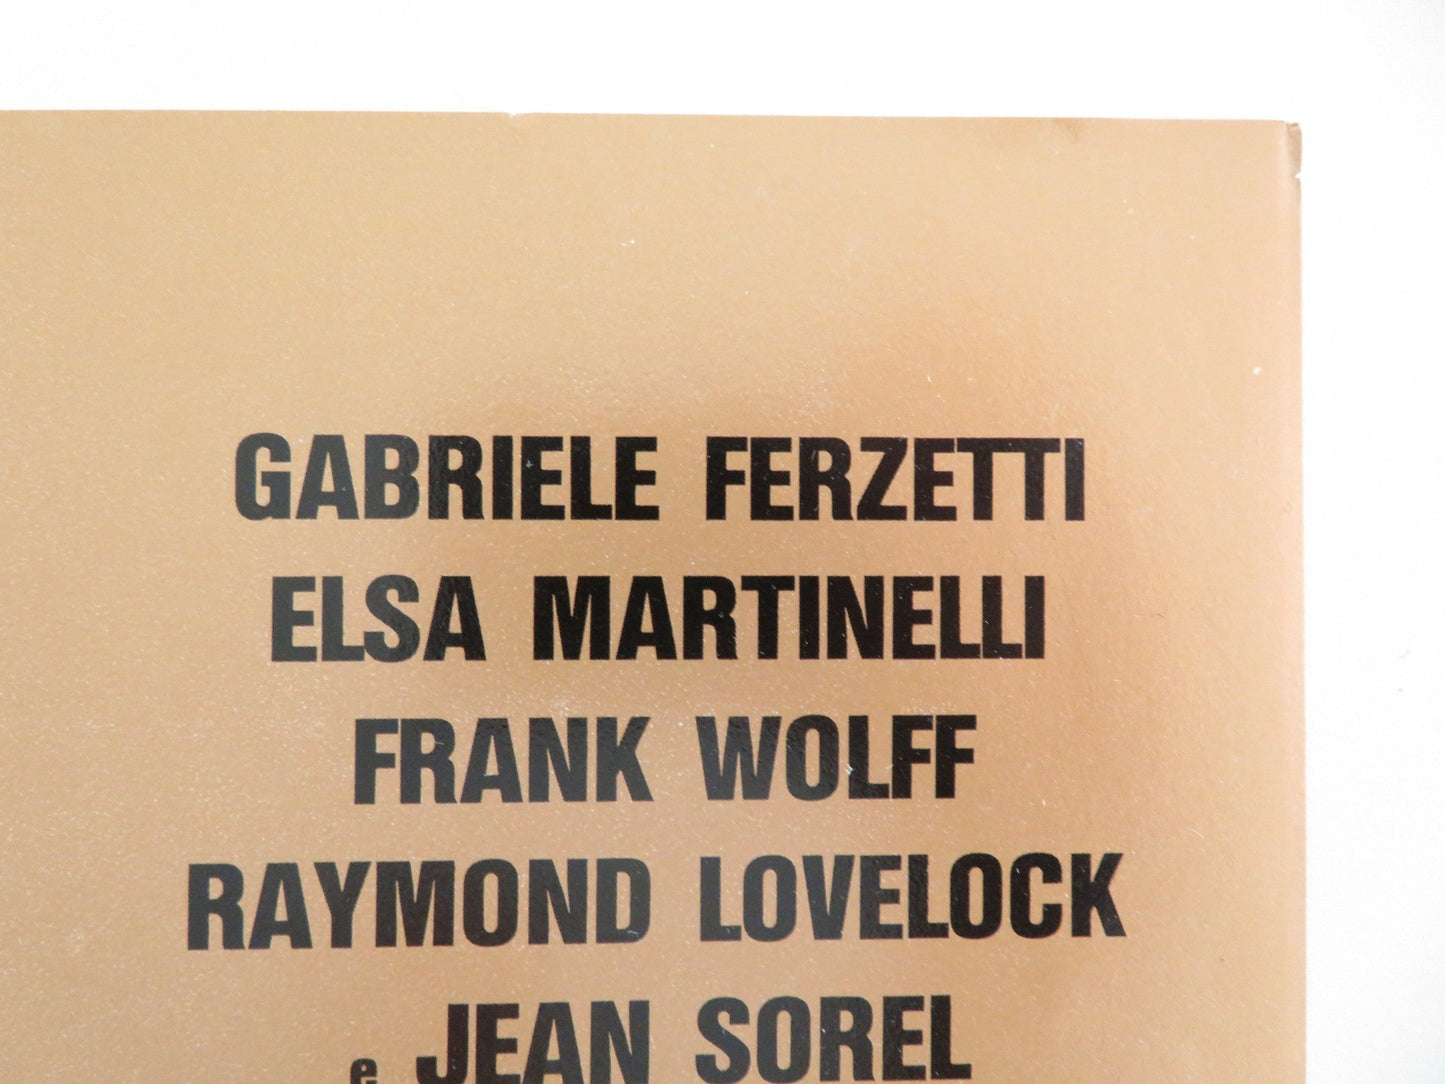 GABRIELE FERZETTI
ELSA MARTINELLI
FRANK WOLFF
RAYMOND LOVELOCK
e JEAN SOREL